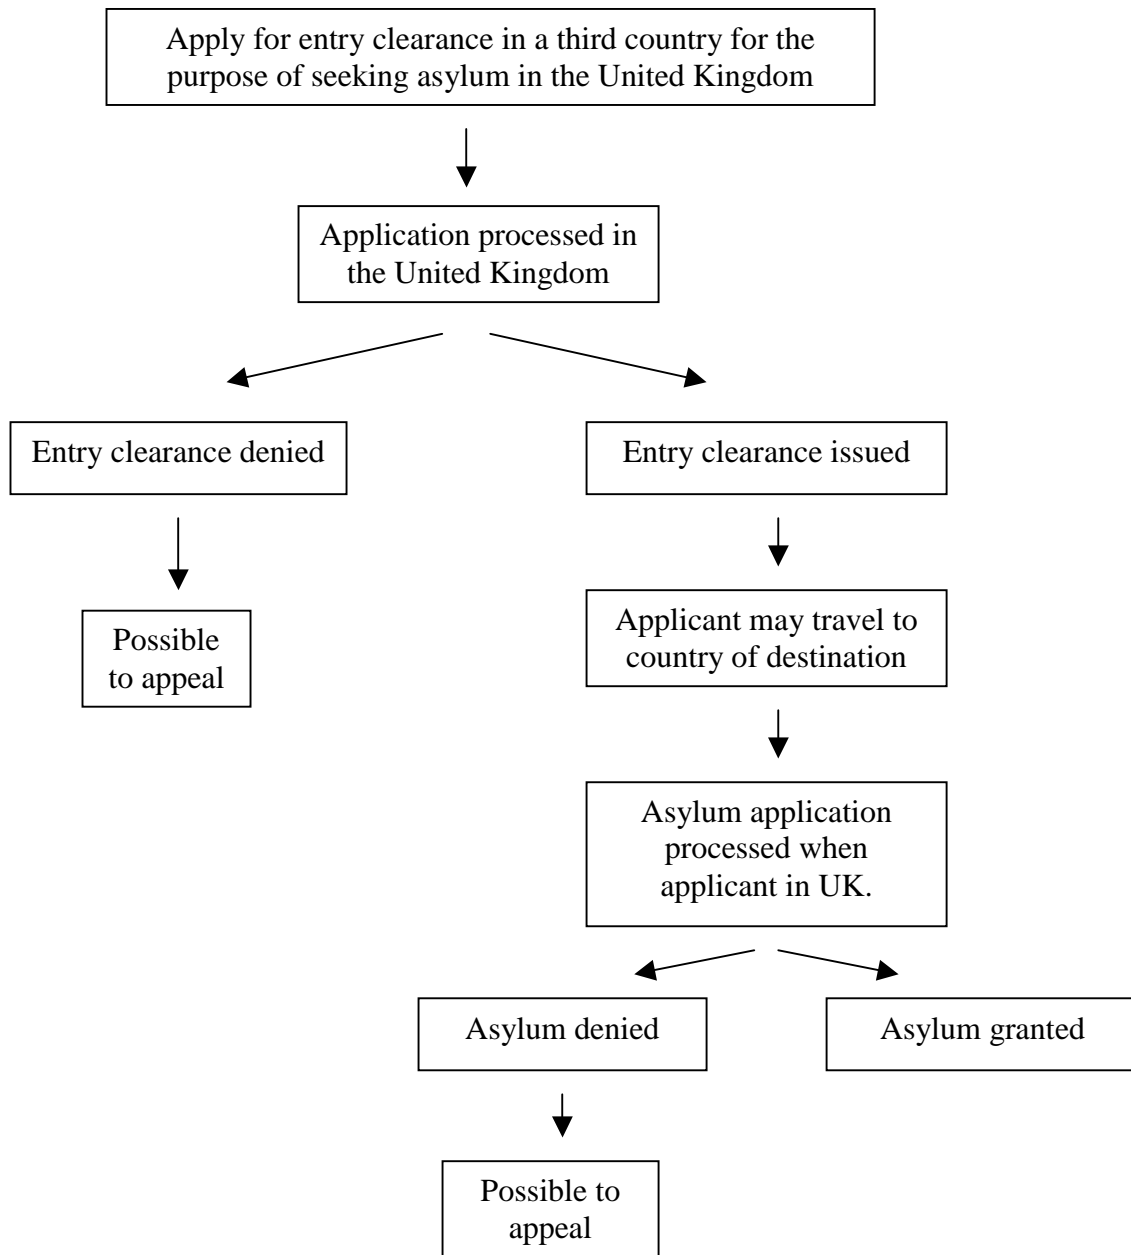 Apply for entry clearance in a third country for the
purpose of seeking asylum in the United Kingdom
Application processed in
the United Kingdom
Entry clearance denied
Entry clearance issued
Possible
to appeal
Applicant may travel to
country of destination
Asylum application
processed when
applicant in UK.
Asylum denied
Asylum granted
Possible to
appeal